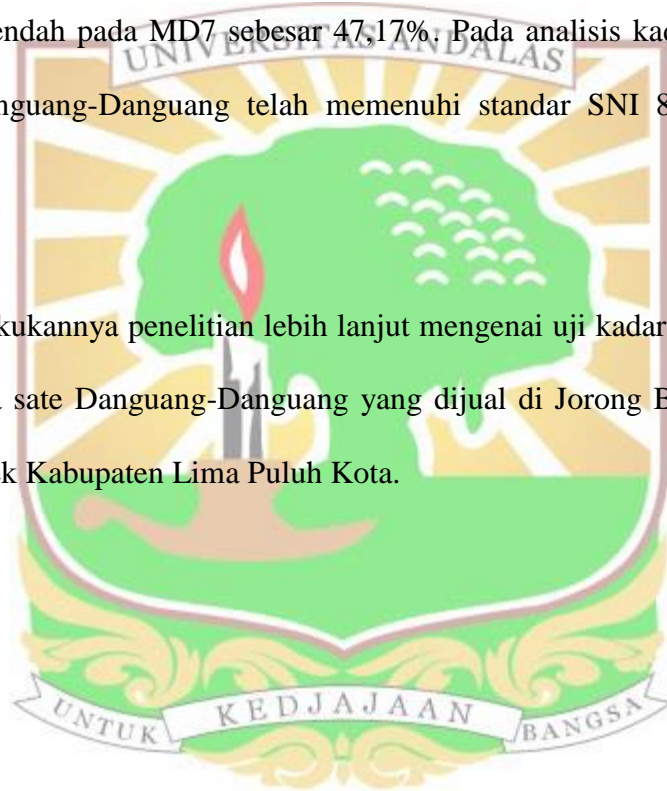 endah pada MD7 sebesar 47,17%. Pada analisis kad
UNIVERSITAS ANDALAS
nguang-Danguang telah memenuhi standar SNI 8
kukannya penelitian lebih lanjut mengenai uji kadar
sate Danguang-Danguang yang dijual di Jorong B
k Kabupaten Lima Puluh Kota.
UNTUK KEDJAJAAN BANGSA